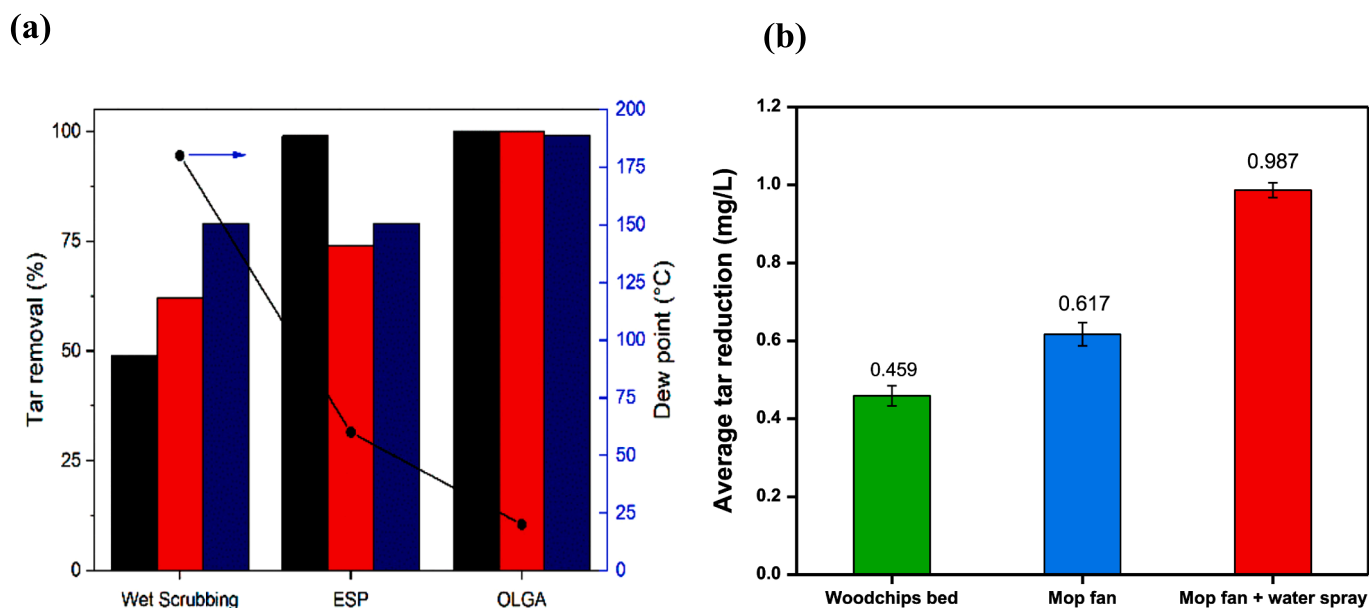 (a)
Tar removal (%)
100
75
50
25
0
Wet Scrubbing
ESP
OLGA
200
175
150
125
100
75
50
25
0
Dew point (°C)
(b)
Average tar reduction (mg/L)
1.2
1.0
0.8
0.6
0.4
0.2
0.0
0.459
0.617
0.987
Woodchips bed
Mop fan
Mop fan + water spray